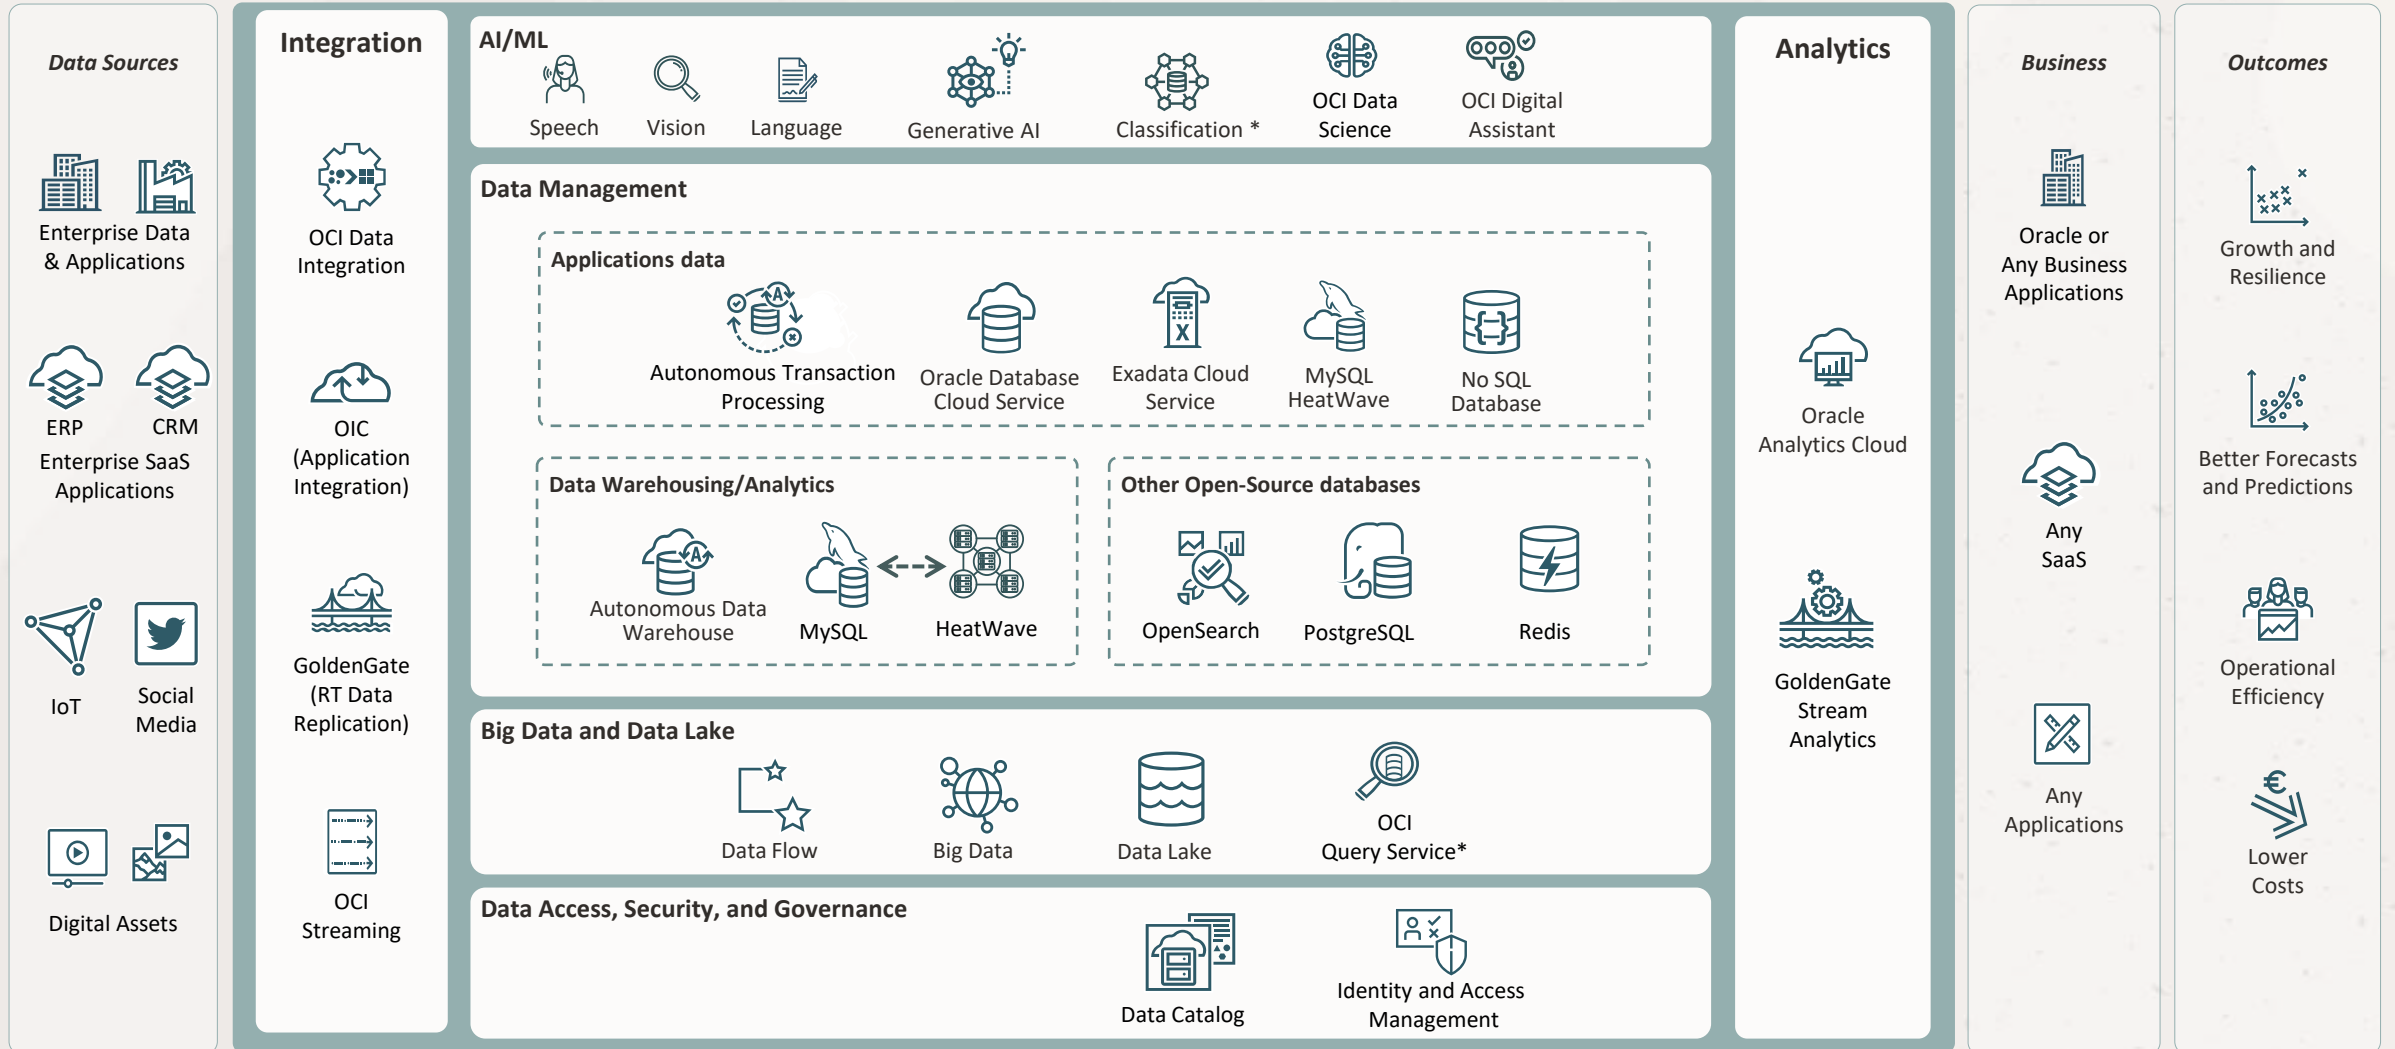 Data Sources
Enterprise Data
& Applications
ERP
CRM
Enterprise SaaS
Applications
IoT
Social
Media
Digital Assets
Integration
OCI Data
Integration
OIC
(Application
Integration)
GoldenGate
(RT Data
Replication)
OCI
Streaming
AI/ML
Speech
Vision
Language
Generative AI
Classification *
OCI Data
Science
OCI Digital
Assistant
Data Management
Applications data
A
Autonomous Transaction
Processing
Oracle Database
Cloud Service
X
Exadata Cloud
Service
MySQL
HeatWave
{-}
No SQL
Database
Data Warehousing/Analytics
A
Autonomous Data
Warehouse
MySQL
HeatWave
Other Open-Source databases
OpenSearch
PostgreSQL
Redis
Big Data and Data Lake
Data Flow
Big Data
Data Lake
OCI
Query Service*
Data Access, Security, and Governance
Data Catalog
Identity and Access
Management
Analytics
Oracle
Analytics Cloud
GoldenGate
Stream
Analytics
Business
Oracle or
Any Business
Applications
Any
SaaS
Any
Applications
Outcomes
Growth and
Resilience
Better Forecasts
and Predictions
Operational
Efficiency
€
Lower
Costs